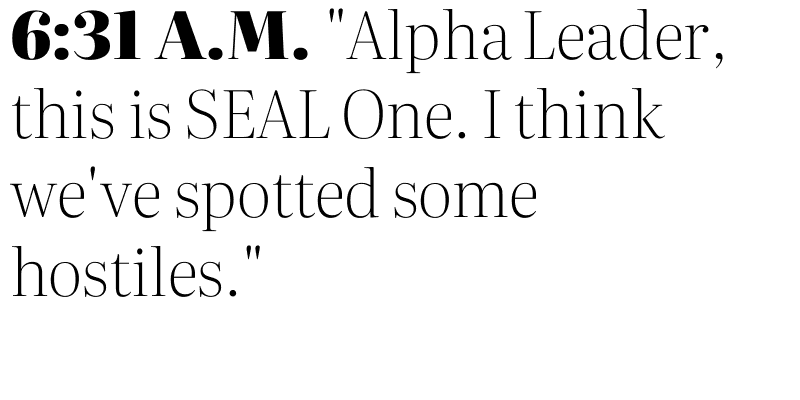 6:31 A.M. "Alpha Leader,
this is SEAL One. I think
we've spotted some
hostiles."